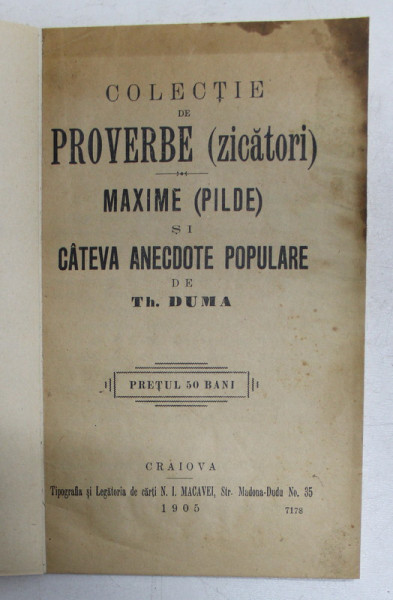 COLECȚIE
DE
PROVERBE (zicători)
MAXIME (PILDE)
ȘI
CÂTEVA ANECDOTE POPULARE
DE
Th. DUMA
PREȚUL 50 BANI
CRAIOVA
Tipografia și Legătoria de cărți N. I. MACAVEI, Str. Madona-Dudu No. 35
1905
7178